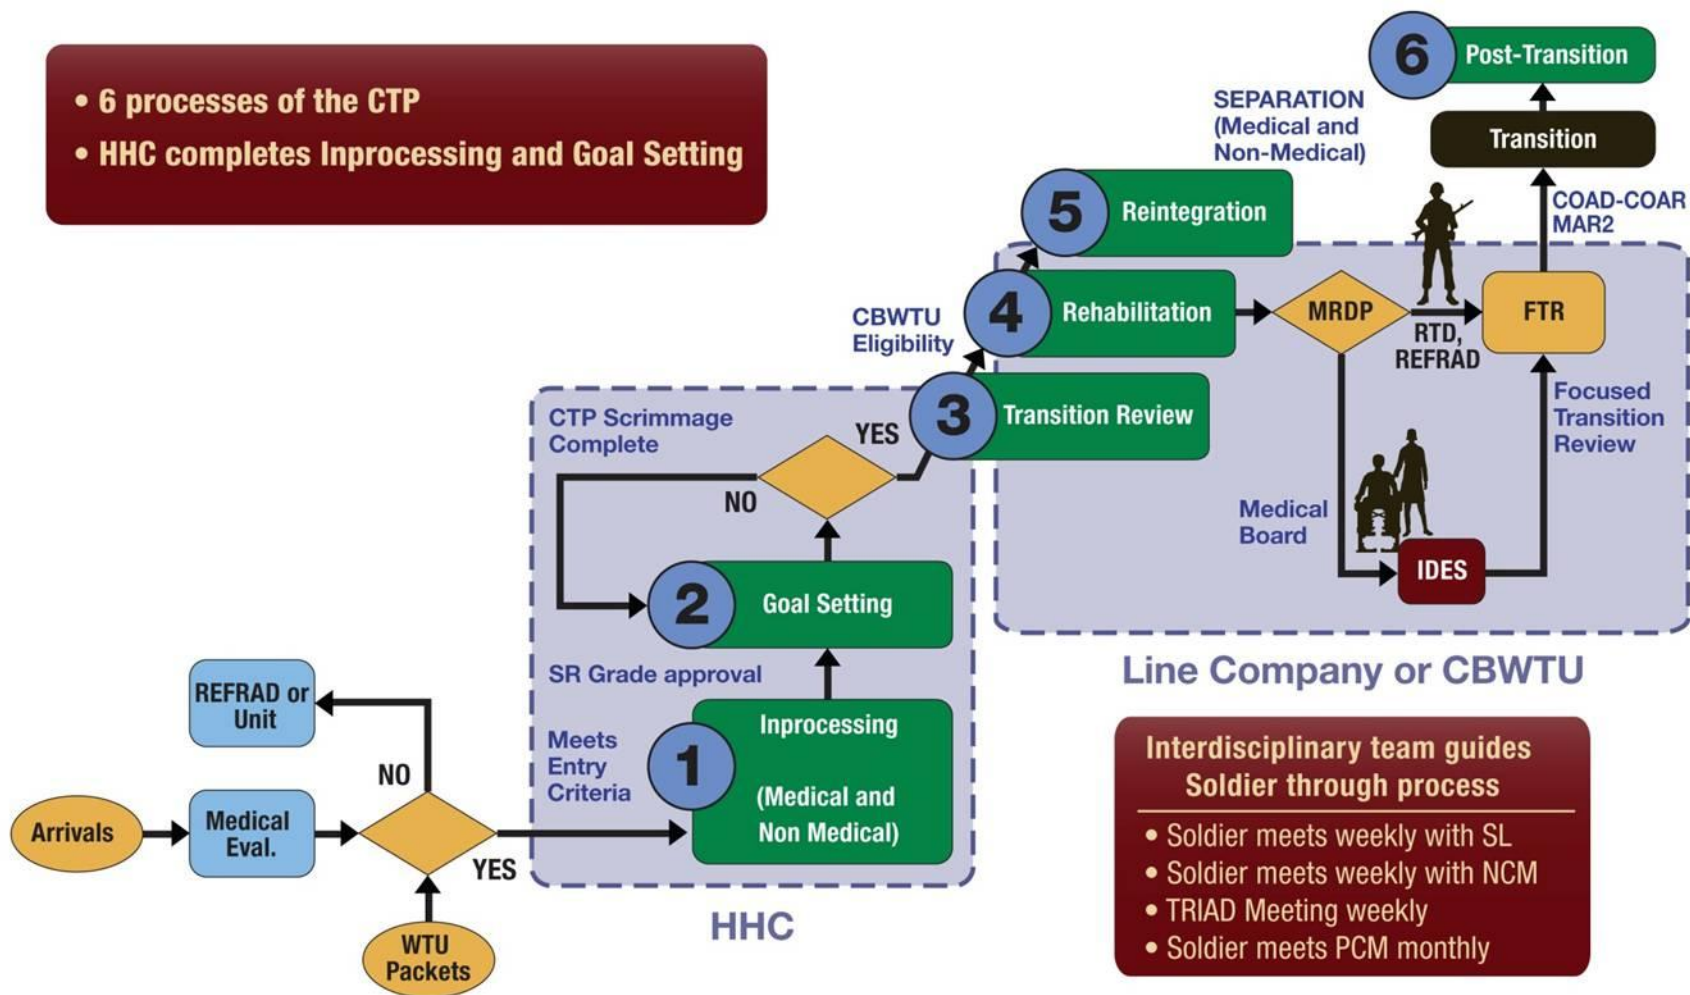 • 6 processes of the CTP
• HHC completes Inprocessing and Goal Setting
6
Post-Transition
SEPARATION
(Medical and
Non-Medical)
Transition
5
Reintegration
COAD-COAR
MAR2
4
Rehabilitation
CBWTU
Eligibility
MRDP
RTD,
REFRAD
FTR
3
Transition Review
Focused
Transition
Review
CTP Scrimmage
Complete
YES
NO
Medical
Board
IDES
2
Goal Setting
Line Company or CBWTU
SR Grade approval
REFRAD or
Unit
1
Inprocessing
(Medical and
Non Medical)
Meets
Entry
Criteria
NO
Arrivals
Medical
Eval.
YES
WTU
Packets
HHC
Interdisciplinary team guides
Soldier through process
• Soldier meets weekly with SL
• Soldier meets weekly with NCM
• TRIAD Meeting weekly
• Soldier meets PCM monthly